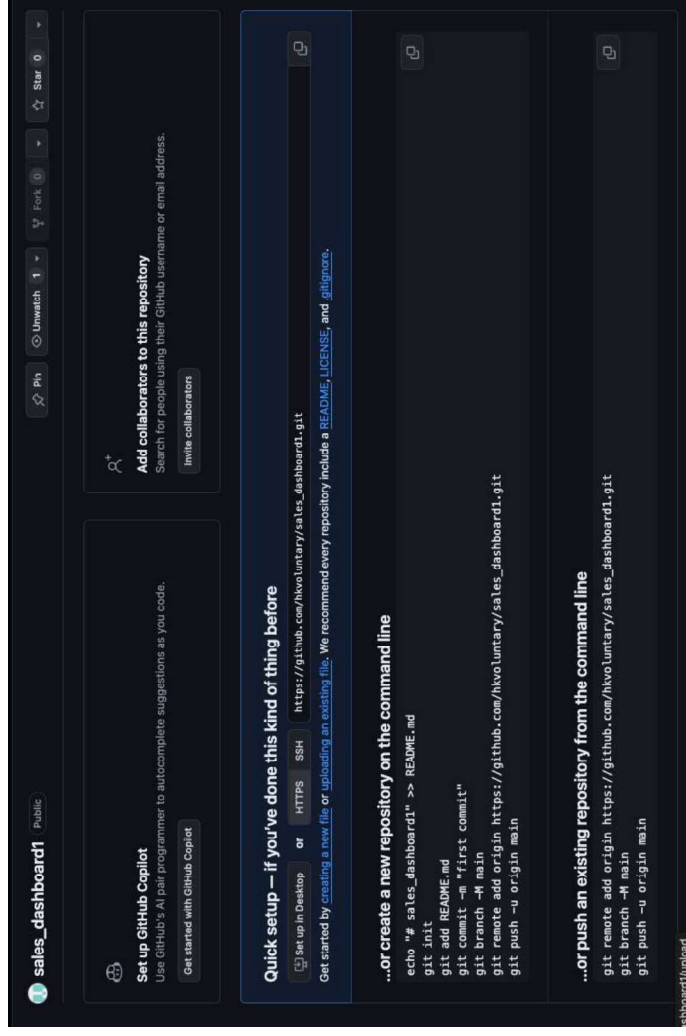 sales_dashboard1 Public
Pin Unwatch 1 Fork 0 Star 0
Set up GitHub Copilot
Use GitHub's AI pair programmer to autocomplete suggestions as you code.
Get started with GitHub Copilot
Add collaborators to this repository
Search for people using their GitHub username or email address.
Invite collaborators
Quick setup — if you've done this kind of thing before
Set up in Desktop or HTTPS SSH https://github.com/hkvoluntary/sales_dashboard1.git
Get started by creating a new file or uploading an existing file. We recommend every repository include a README, LICENSE, and .gitignore.
...or create a new repository on the command line
echo "# sales_dashboard1" >> README.md
git init
git add README.md
git commit -m "first commit"
git branch -M main
git remote add origin https://github.com/hkvoluntary/sales_dashboard1.git
git push -u origin main
...or push an existing repository from the command line
git remote add origin https://github.com/hkvoluntary/sales_dashboard1.git
git branch -M main
git push -u origin main
shboard1/upload